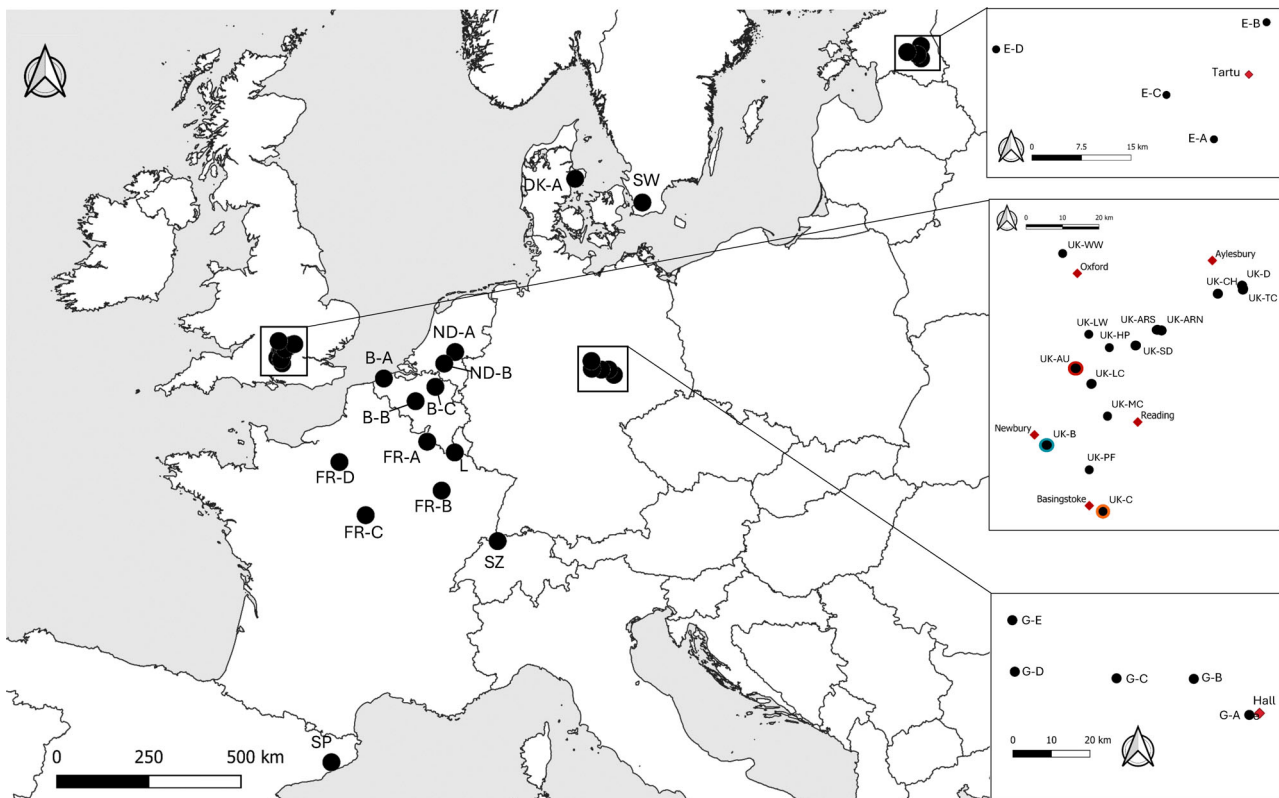 DK-A
SW
ND-A
B-A
ND-B
B-C
B-B
FR-A
L
FR-D
FR-B
FR-C
SZ
SP
0 250 500 km
E-B
E-D
Tartu
E-C
E-A
0 7.5 15 km
0 10 20 km
UK-WW
Aylesbury
Oxford
UK-D
UK-CH
UK-TC
UK-ARS UK-ARN
UK-LW
UK-HP
UK-SD
UK-AU
UK-LC
UK-MC
Reading
Newbury
UK-B
UK-PF
Basingstoke
UK-C
G-E
G-D
G-C
G-B
Hall
G-A
e
0 10 20 km